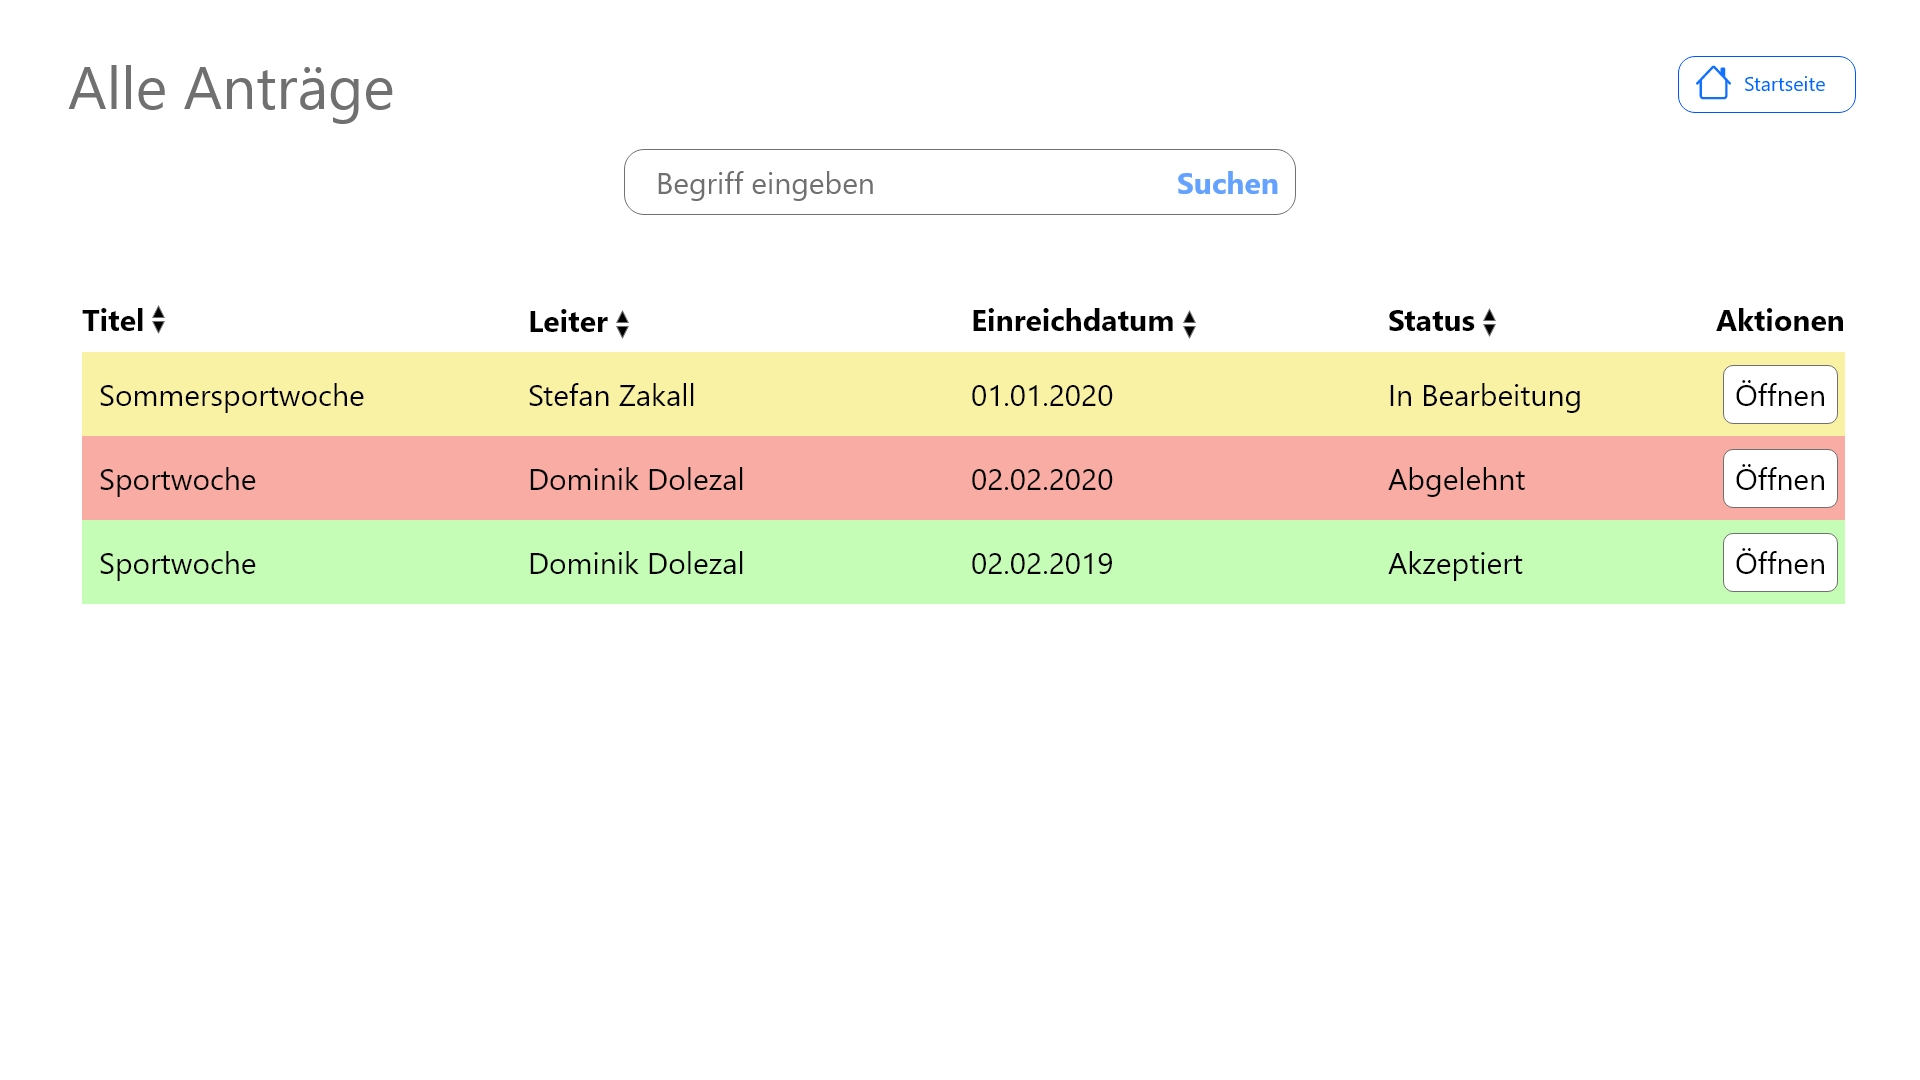 Alle Anträge
Startseite
Begriff eingeben Suchen
Titel Leiter Einreichdatum Status Aktionen
Sommersportwoche Stefan Zakall 01.01.2020 In Bearbeitung Öffnen
Sportwoche Dominik Dolezal 02.02.2020 Abgelehnt Öffnen
Sportwoche Dominik Dolezal 02.02.2019 Akzeptiert Öffnen